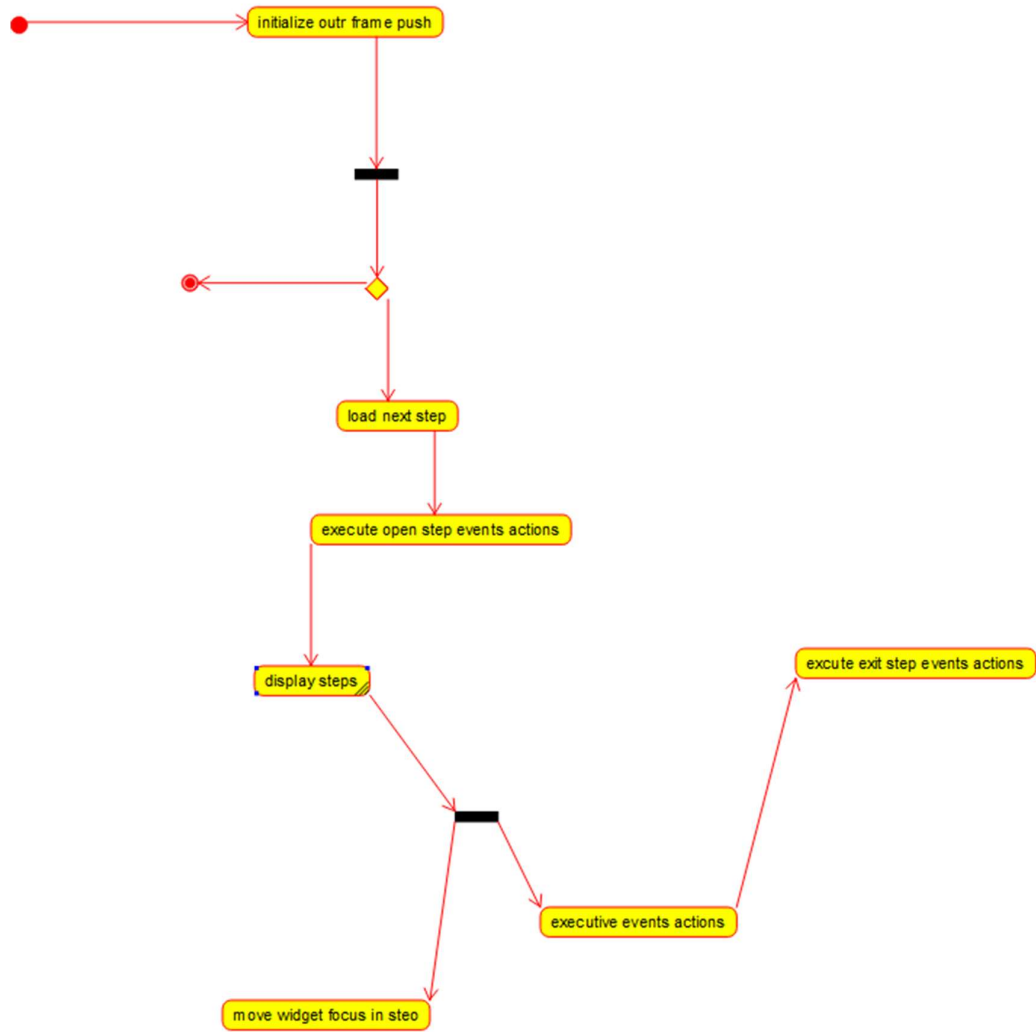 initialize outr frame push
load next step
execute open step events actions
excute exit step events actions
display steps
executive events actions
move widget focus in steo